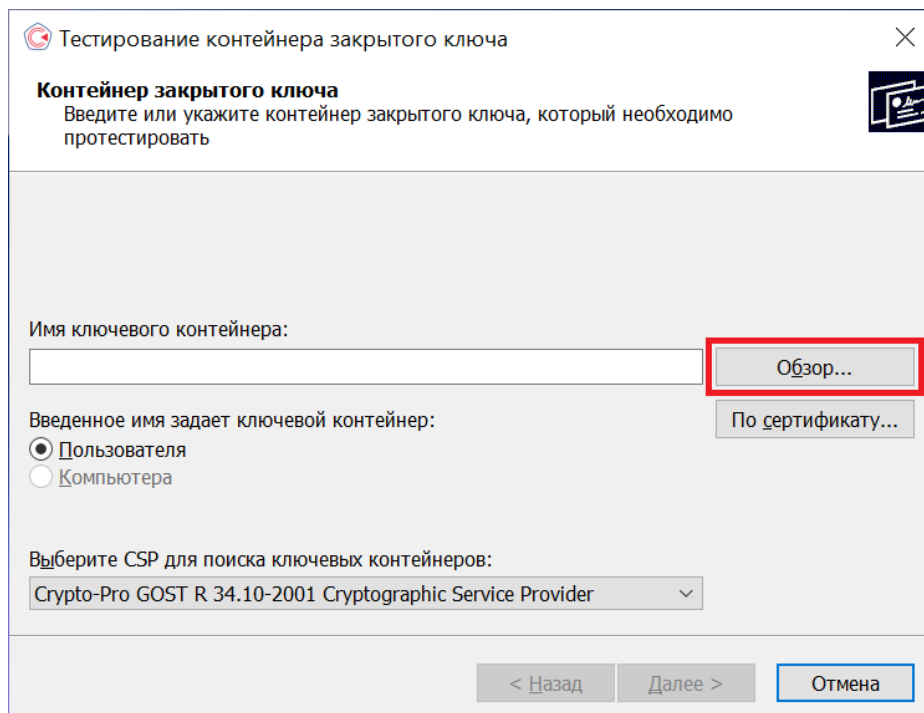 Тестирование контейнера закрытого ключа
Контейнер закрытого ключа
Введите или укажите контейнер закрытого ключа, который необходимо
протестировать
Имя ключевого контейнера:
Обзор...
Введенное имя задает ключевой контейнер:
По сертификату...
Пользователя
Компьютера
Выберите CSP для поиска ключевых контейнеров:
Crypto-Pro GOST R 34.10-2001 Cryptographic Service Provider
< Назад
Далее >
Отмена